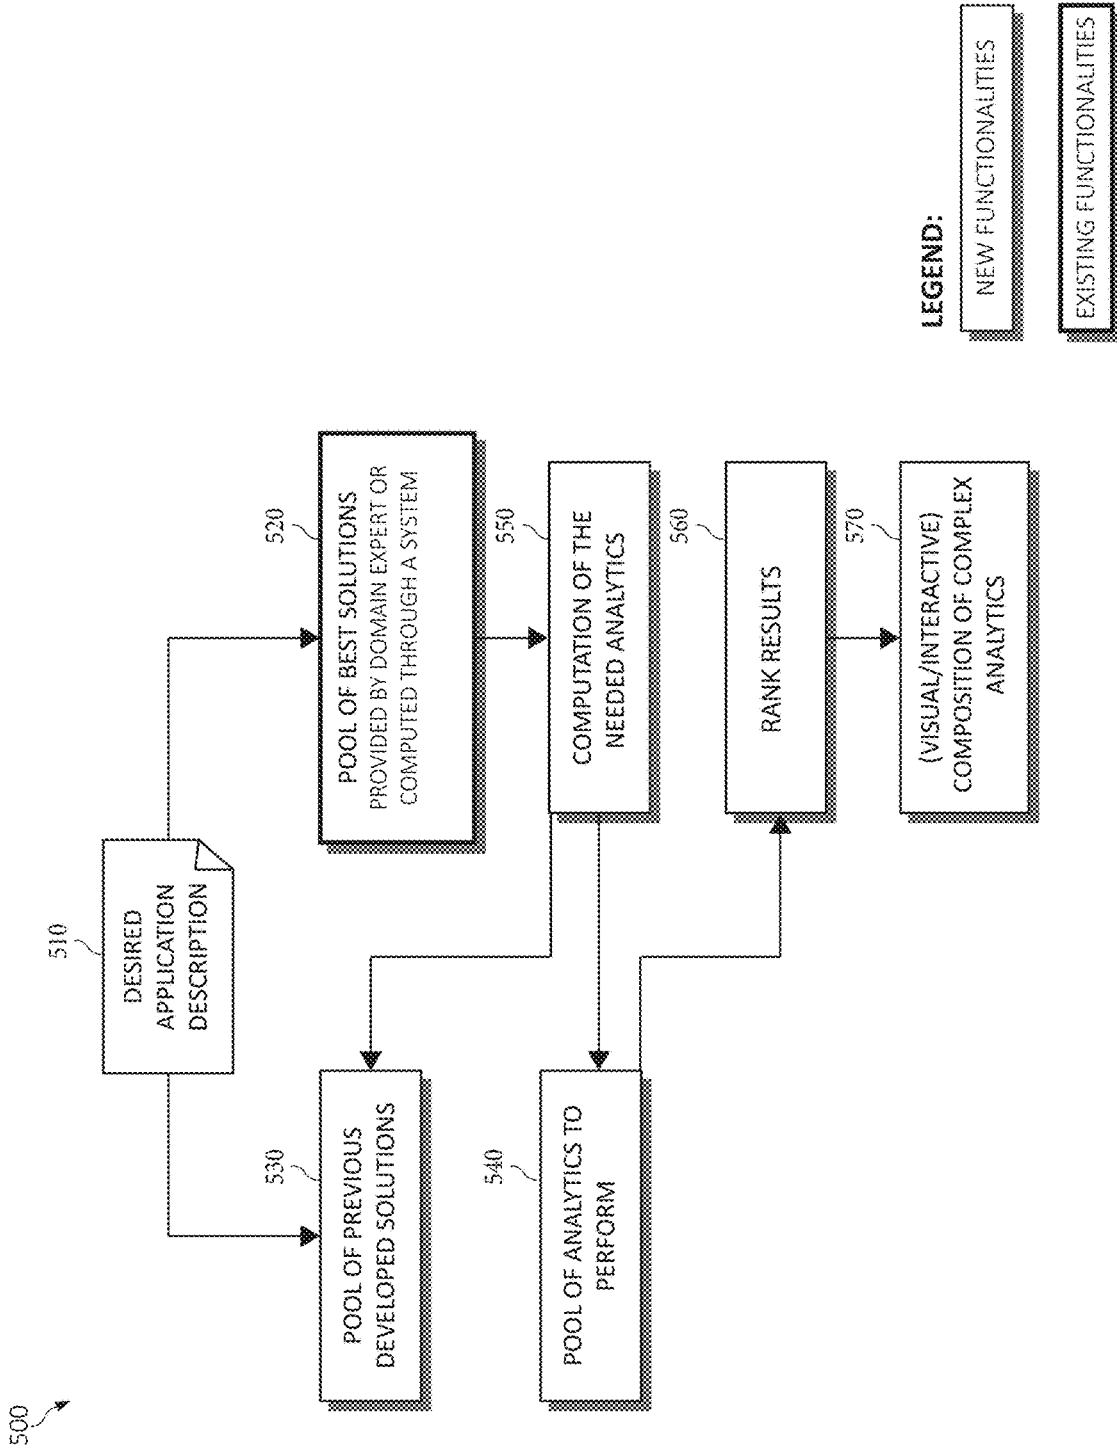 500
510
DESIRED
APPLICATION
DESCRIPTION
530
POOL OF PREVIOUS
DEVELOPED SOLUTIONS
520
POOL OF BEST SOLUTIONS
PROVIDED BY DOMAIN EXPERT OR
COMPUTED THROUGH A SYSTEM
540
POOL OF ANALYTICS TO
PERFORM
550
COMPUTATION OF THE
NEEDED ANALYTICS
560
RANK RESULTS
570
(VISUAL/INTERACTIVE)
COMPOSITION OF COMPLEX
ANALYTICS
LEGEND:
NEW FUNCTIONALITIES
EXISTING FUNCTIONALITIES